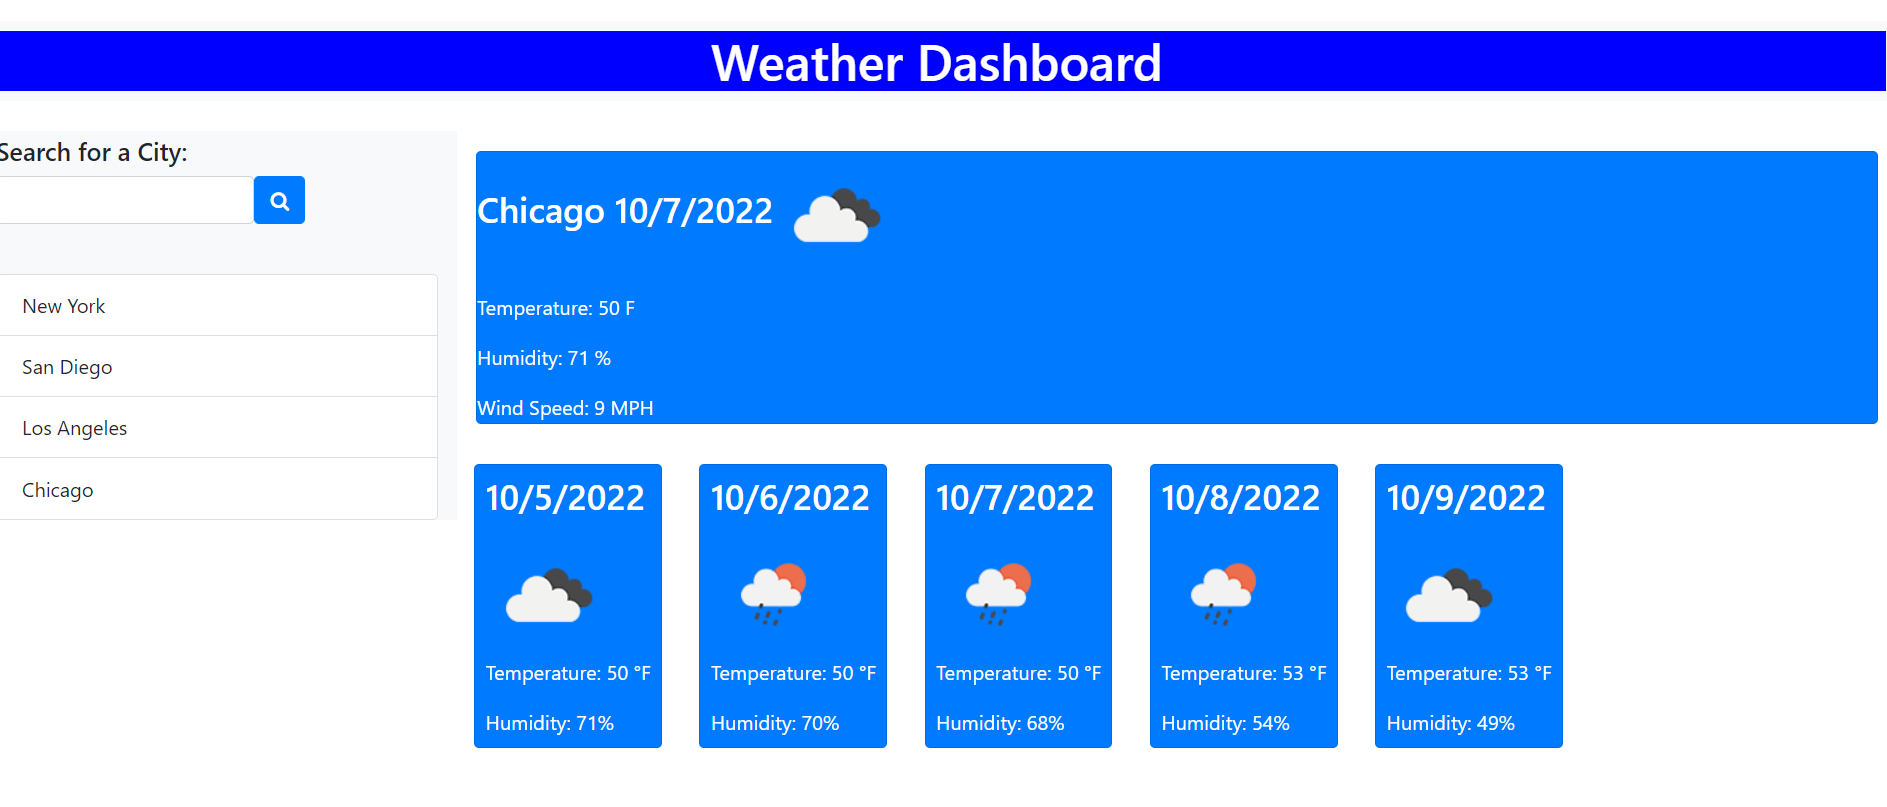 Weather Dashboard
Search for a City:
New York
San Diego
Los Angeles
Chicago
Chicago 10/7/2022
Temperature: 50 F
Humidity: 71 %
Wind Speed: 9 MPH
10/5/2022
Temperature: 50 °F
Humidity: 71%
10/6/2022
Temperature: 50 °F
Humidity: 70%
10/7/2022
Temperature: 50 °F
Humidity: 68%
10/8/2022
Temperature: 53 °F
Humidity: 54%
10/9/2022
Temperature: 53 °F
Humidity: 49%